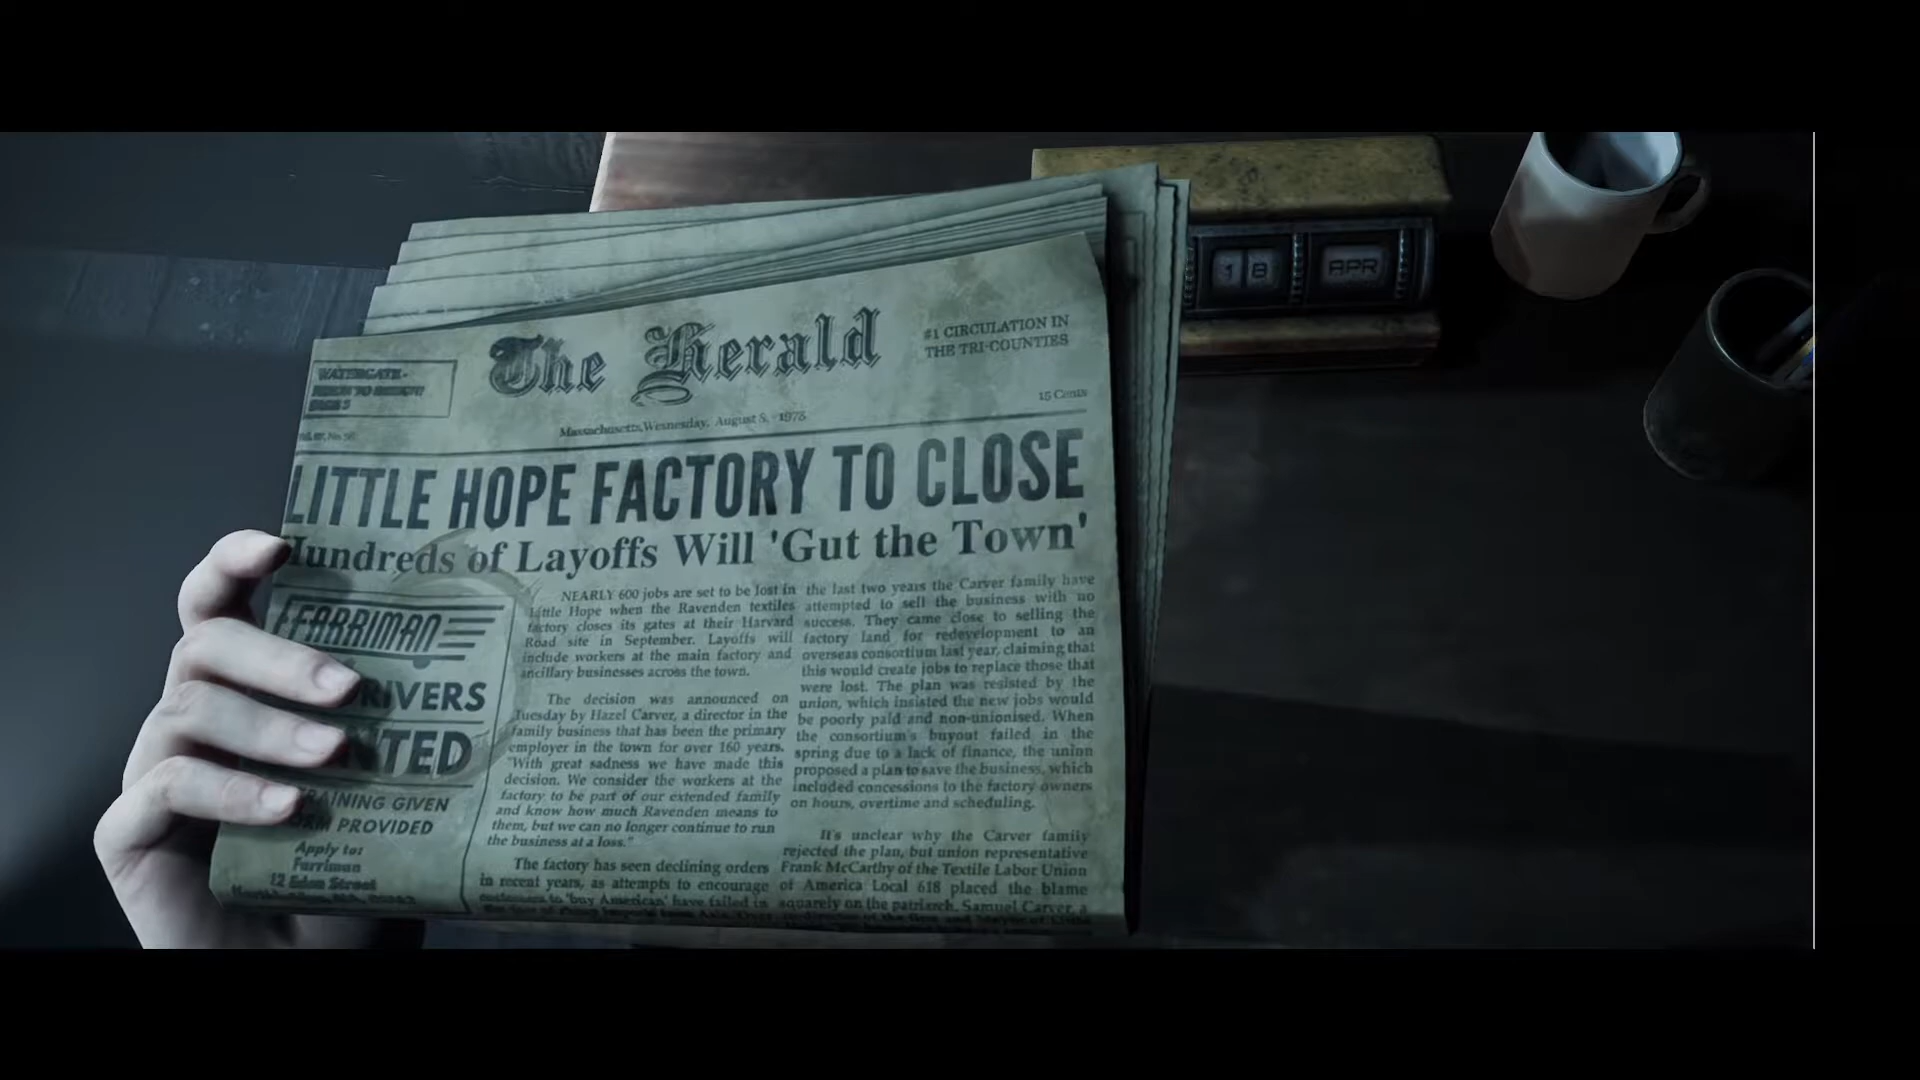 The Herald
#1 CIRCULATION IN
THE TRI-COUNTIES
WATERGATE -
PAGE 3
15 Cents
Massachusetts, Wesnesday, August 8, 1973
LITTLE HOPE FACTORY TO CLOSE
Hundreds of Layoffs Will 'Gut the Town'
FARRIMAN
RIVERS
NTED
TRAINING GIVEN
ORM PROVIDED
Apply to:
Farriman
12 Eden Street
NEARLY 600 jobs are set to be lost in
Little Hope when the Ravenden textiles
factory closes its gates at their Harvard
Road site in September. Layoffs will
include workers at the main factory and
ancillary businesses across the town.
The decision was announced on
Tuesday by Hazel Carver, a director in the
family business that has been the primary
employer in the town for over 160 years.
"With great sadness we have made this
decision. We consider the workers at the
factory to be part of our extended family
and know how much Ravenden means to
them, but we can no longer continue to run
the business at a loss."
The factory has seen declining orders
in recent years, as attempts to encourage
customers to 'buy American' have failed in
the last two years the Carver family have
attempted to sell the business with no
success. They came close to selling the
factory land for redevelopment to an
overseas consortium last year, claiming that
this would create jobs to replace those that
were lost. The plan was resisted by the
union, which insisted the new jobs would
be poorly paid and non-unionised. When
the consortium's buyout failed in the
spring due to a lack of finance, the union
proposed a plan to save the business, which
included concessions to the factory owners
on hours, overtime and scheduling.
It's unclear why the Carver family
rejected the plan, but union representative
Frank McCarthy of the Textile Labor Union
of America Local 618 placed the blame
squarely on the patriarch, Samuel Carver, a
18 APR